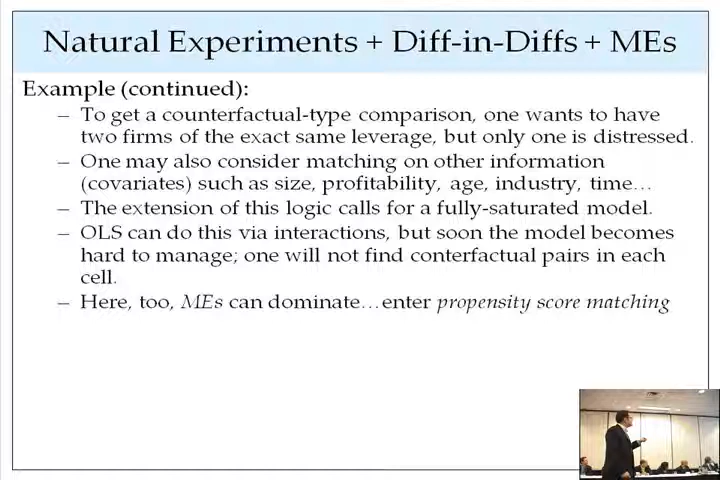 Natural Experiments + Diff-in-Diffs + MEs
Example (continued):
– To get a counterfactual-type comparison, one wants to have
two firms of the exact same leverage, but only one is distressed.
– One may also consider matching on other information
(covariates) such as size, profitability, age, industry, time…
– The extension of this logic calls for a fully-saturated model.
– OLS can do this via interactions, but soon the model becomes
hard to manage; one will not find conterfactual pairs in each
cell.
– Here, too, MEs can dominate…enter propensity score matching